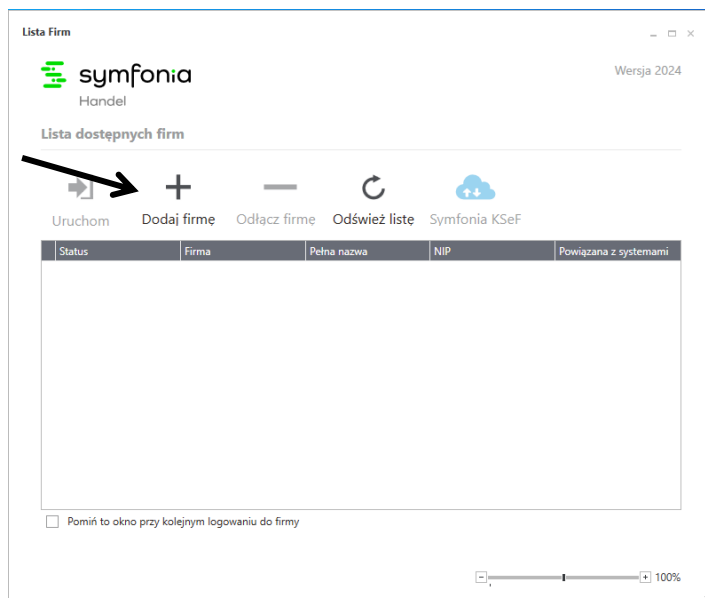 Lista Firm
symfonia
Wersja 2024
Handel
Lista dostępnych firm
Uruchom Dodaj firmę Odłącz firmę Odśwież listę Symfonia KSeF
Status Firma Pełna nazwa NIP Powiązana z systemami
Pomiń to okno przy kolejnym logowaniu do firmy
100%